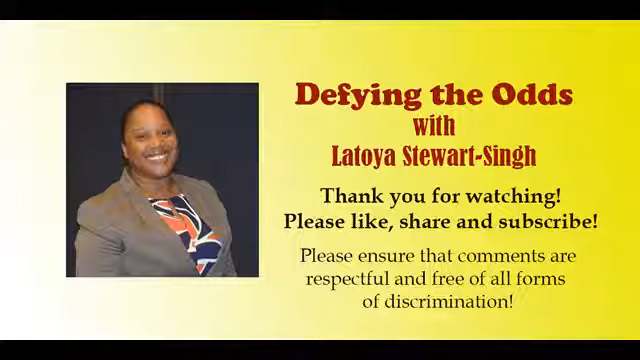 Defying the Odds
with
Latoya Stewart-Singh
Thank you for watching!
Please like, share and subscribe!
Please ensure that comments are
respectful and free of all forms
of discrimination!